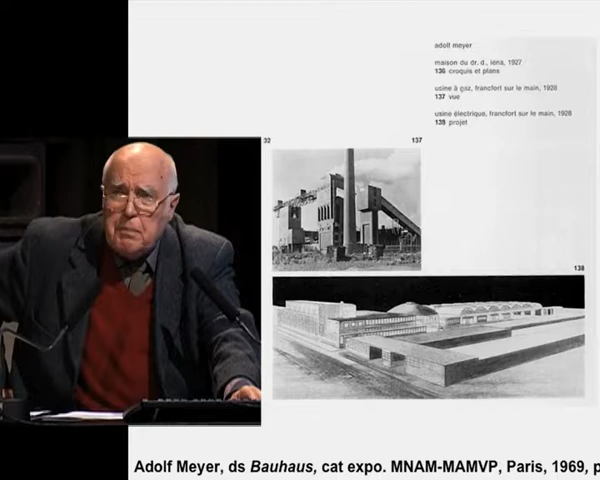 adolf meyer
maison du dr. d., iéna, 1927
136 croquis et plans
usine à gaz, francfort sur le main, 1928
137 vue
usine électrique, francfort sur le main, 1928
138 projet
32
137
138
Adolf Meyer, ds Bauhaus, cat expo. MNAM-MAMVP, Paris, 1969, p